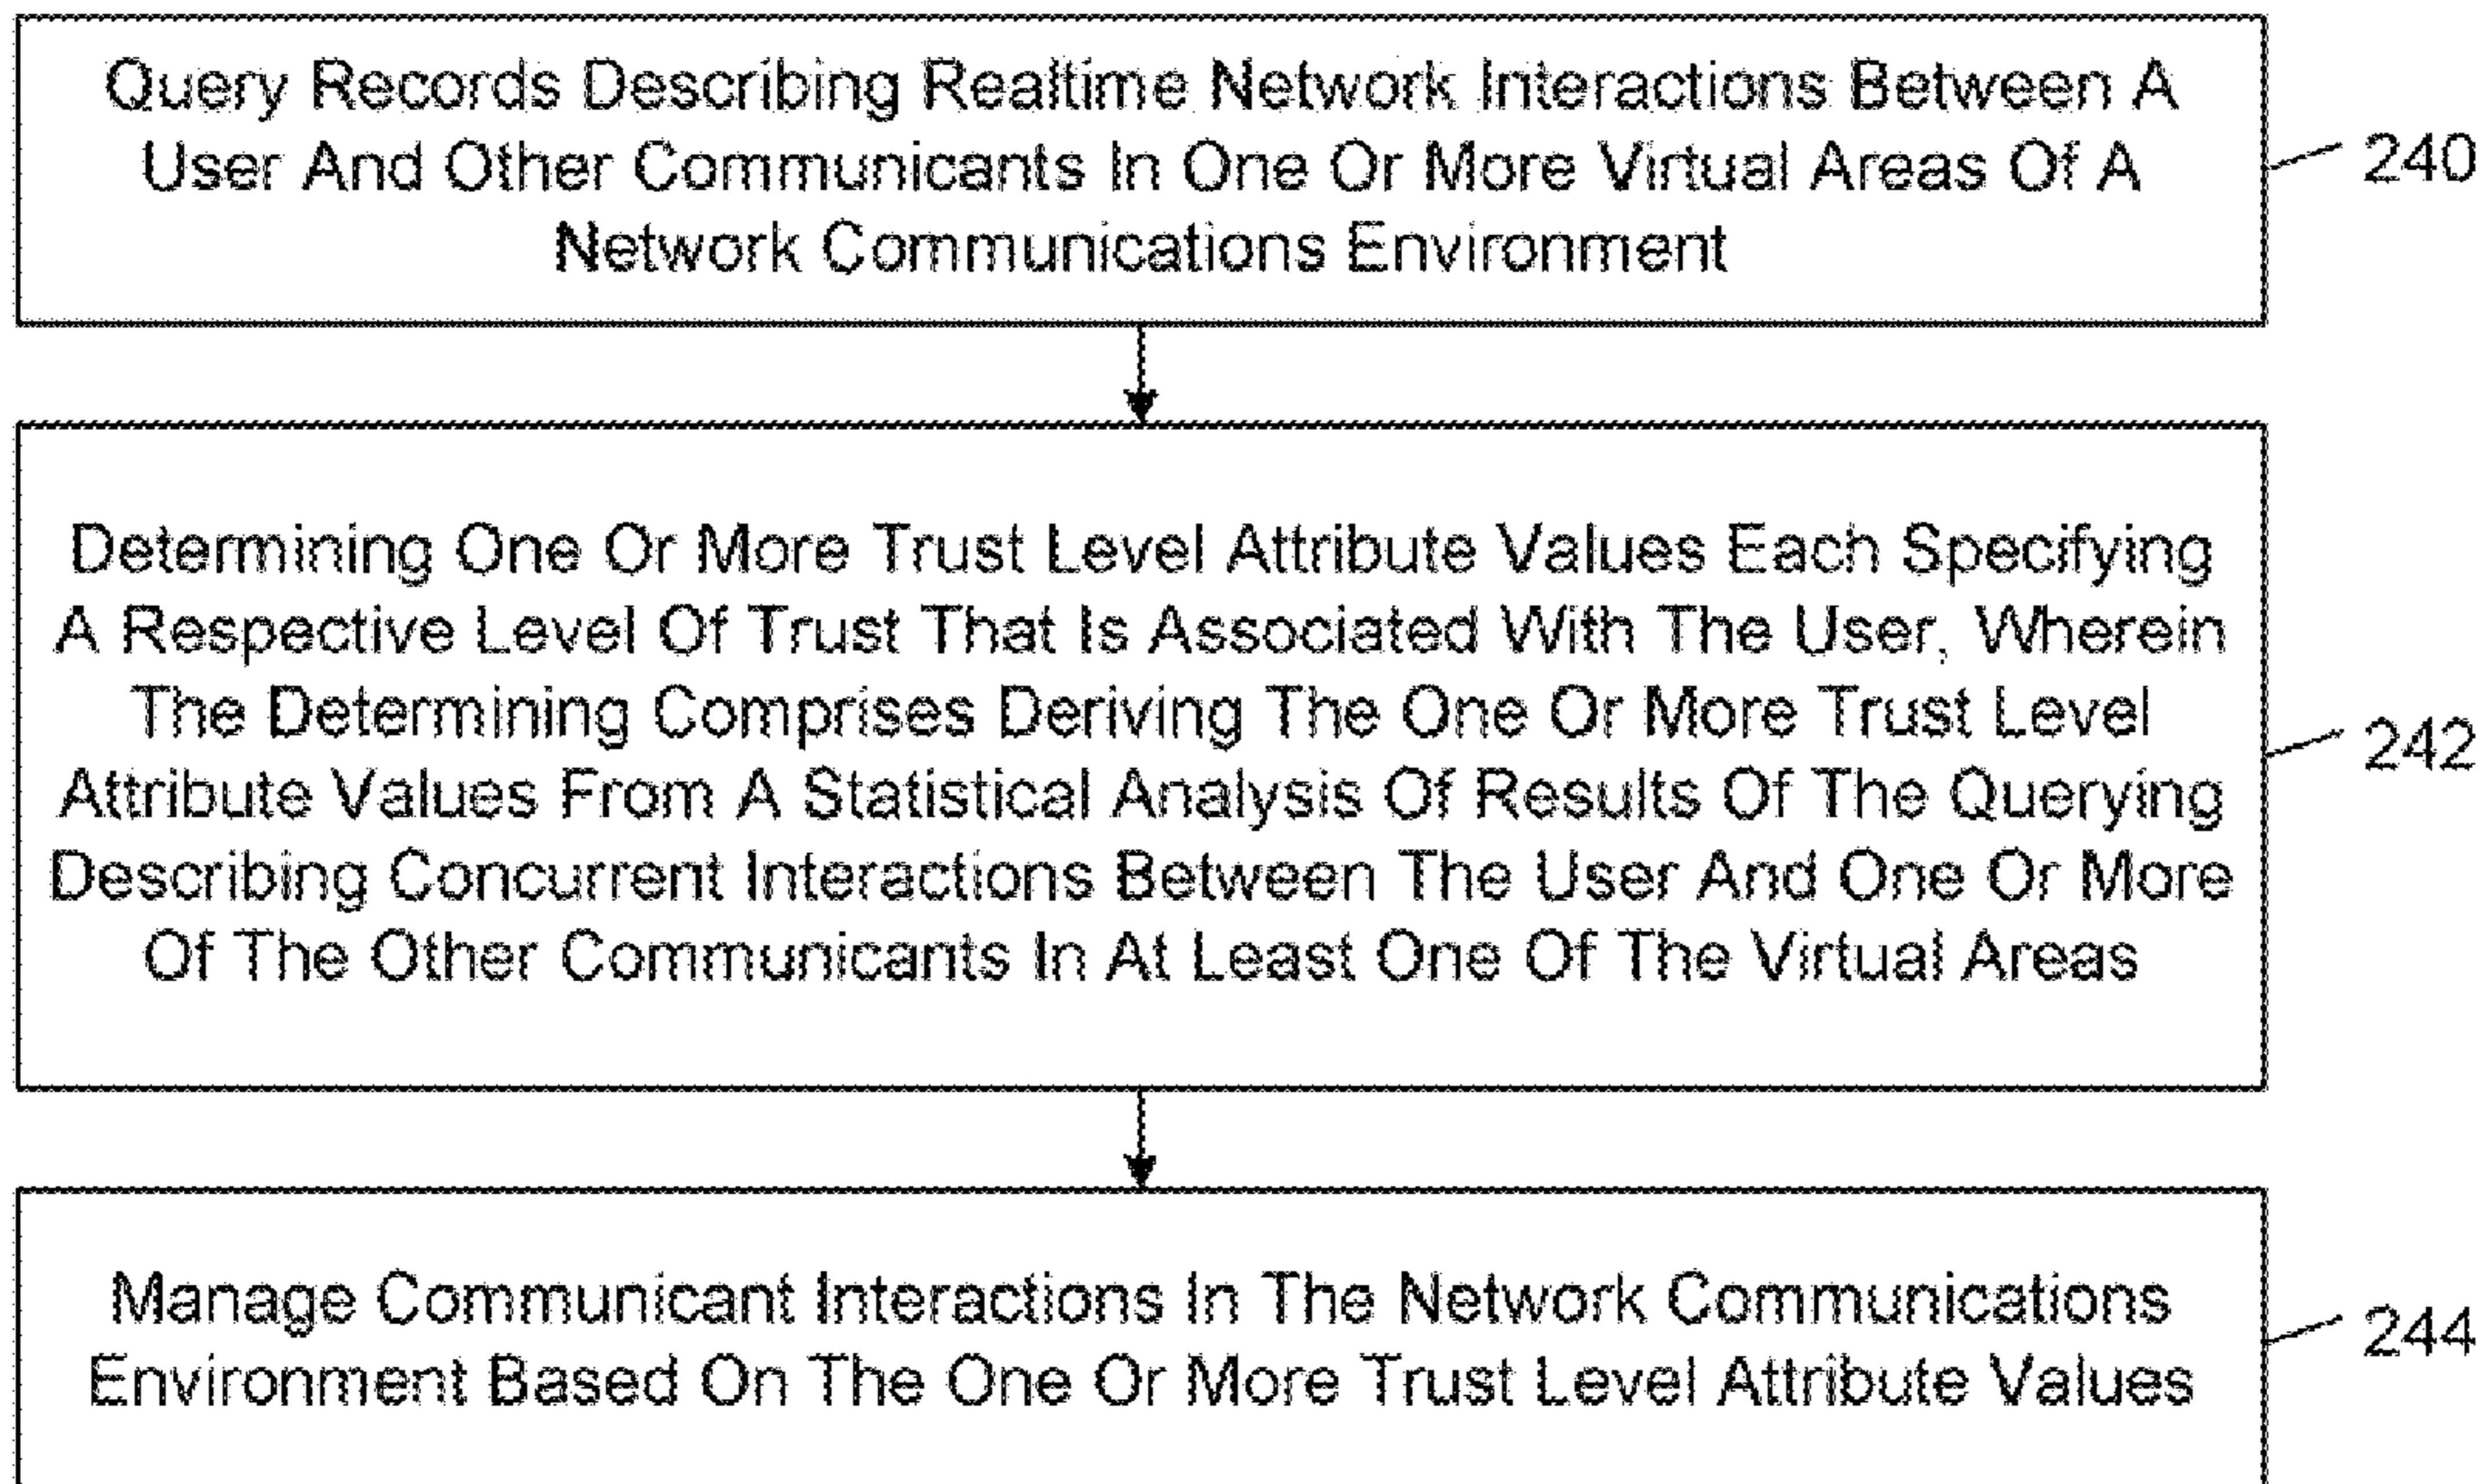 Query Records Describing Realtime Network Interactions Between A
User And Other Communicants In One Or More Virtual Areas Of A
Network Communications Environment
240
Determining One Or More Trust Level Attribute Values Each Specifying
A Respective Level Of Trust That Is Associated With The User, Wherein
The Determining Comprises Deriving The One Or More Trust Level
Attribute Values From A Statistical Analysis Of Results Of The Querying
Describing Concurrent Interactions Between The User And One Or More
Of The Other Communicants In At Least One Of The Virtual Areas
242
Manage Communicant Interactions In The Network Communications
Environment Based On The One Or More Trust Level Attribute Values
244